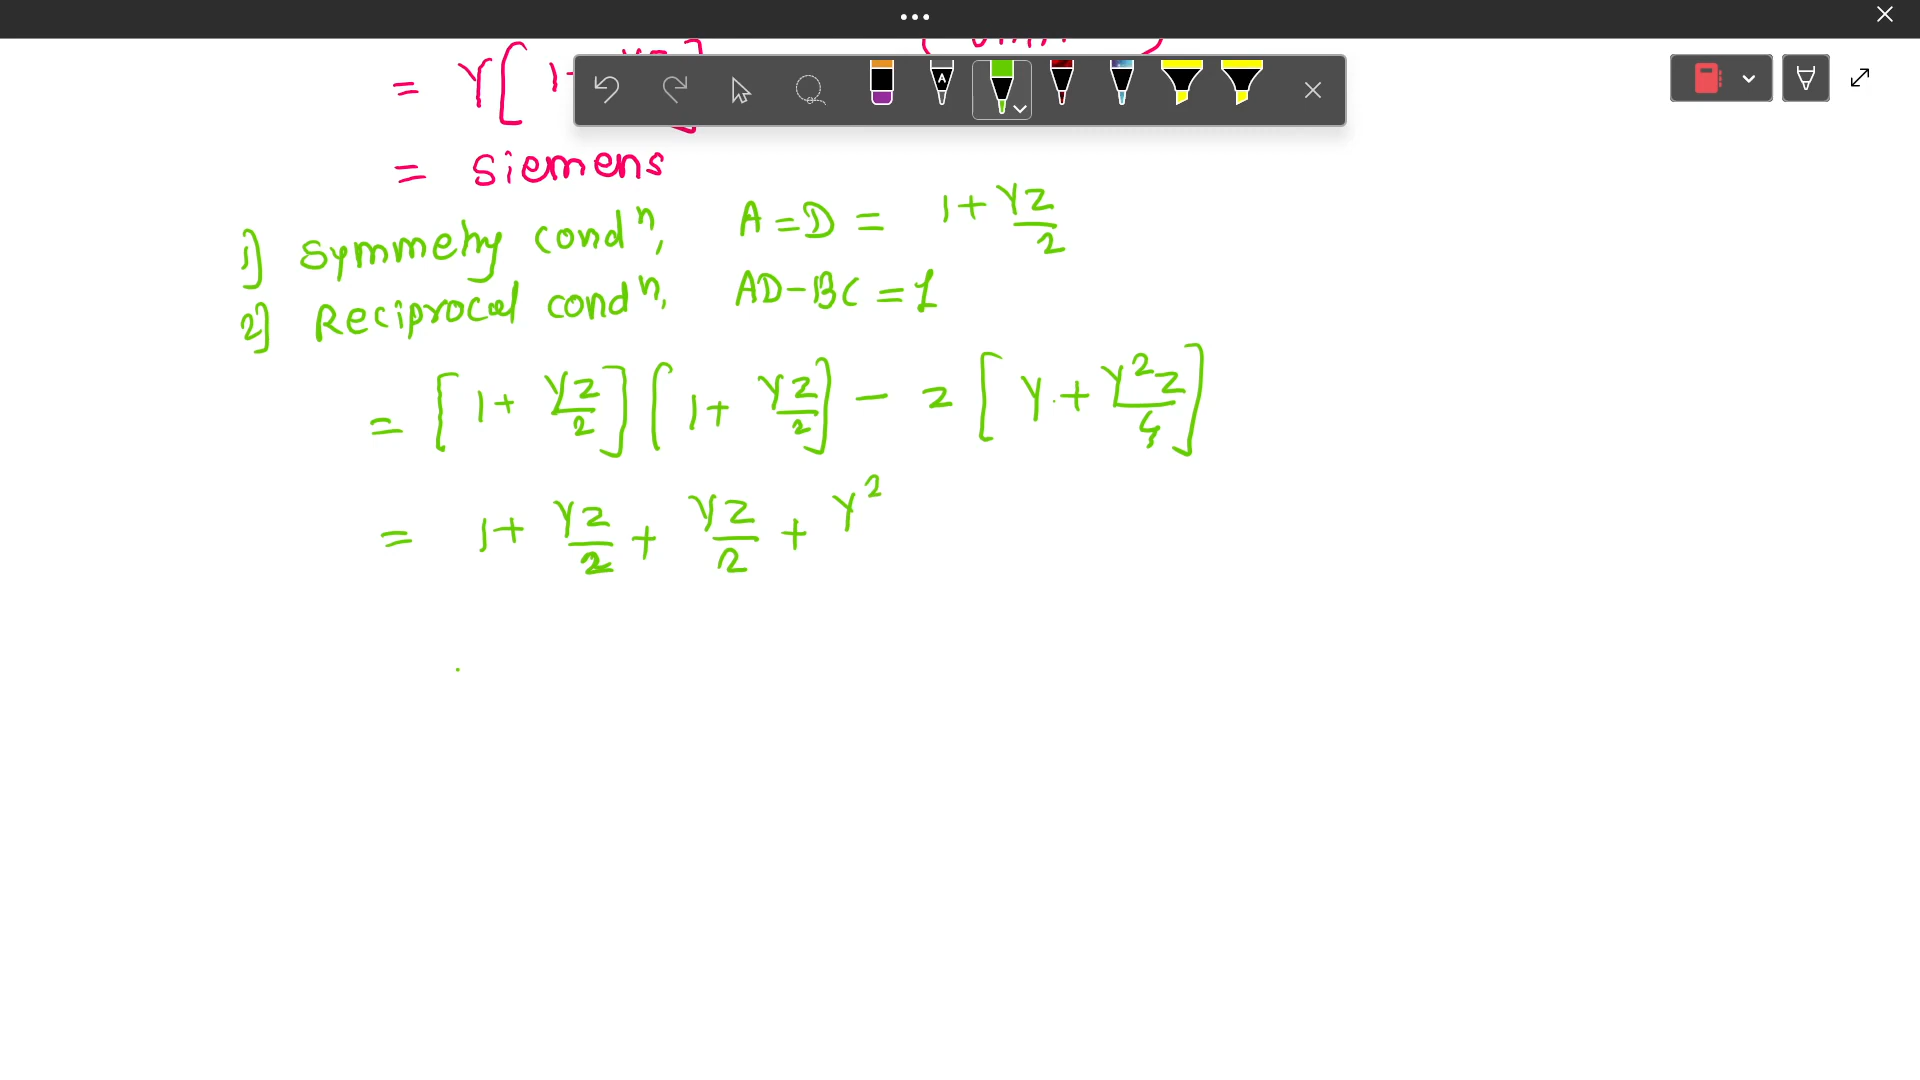 = Y[ 1+
= Siemens
1] Symmetry condⁿ, A = D = 1 + YZ/2
2] Reciprocal condⁿ, AD - BC = 1
= [1 + YZ/2] [1 + YZ/2] - Z [Y + Y²Z/4]
= 1 + YZ/2 + YZ/2 + Y²